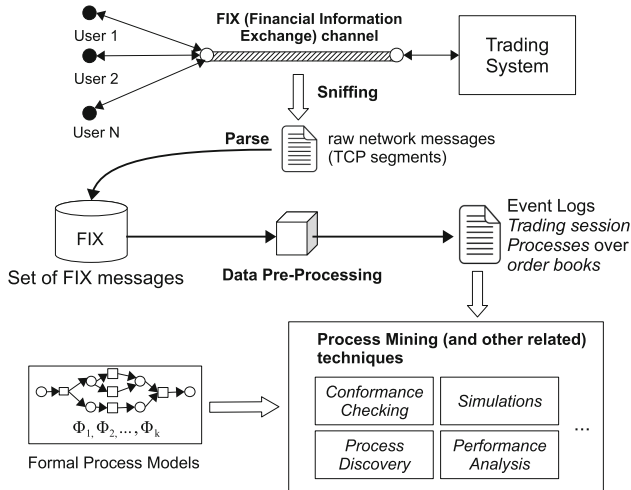 User 1
User 2
User N
FIX (Financial Information
Exchange) channel
Trading
System
Sniffing
Parse
raw network messages
(TCP segments)
FIX
Set of FIX messages
Data Pre-Processing
Event Logs
Trading session
Processes over
order books
Process Mining (and other related)
techniques
Conformance
Checking
Simulations
Process
Discovery
Performance
Analysis
...
Φ1, Φ2, ..., Φk
Formal Process Models